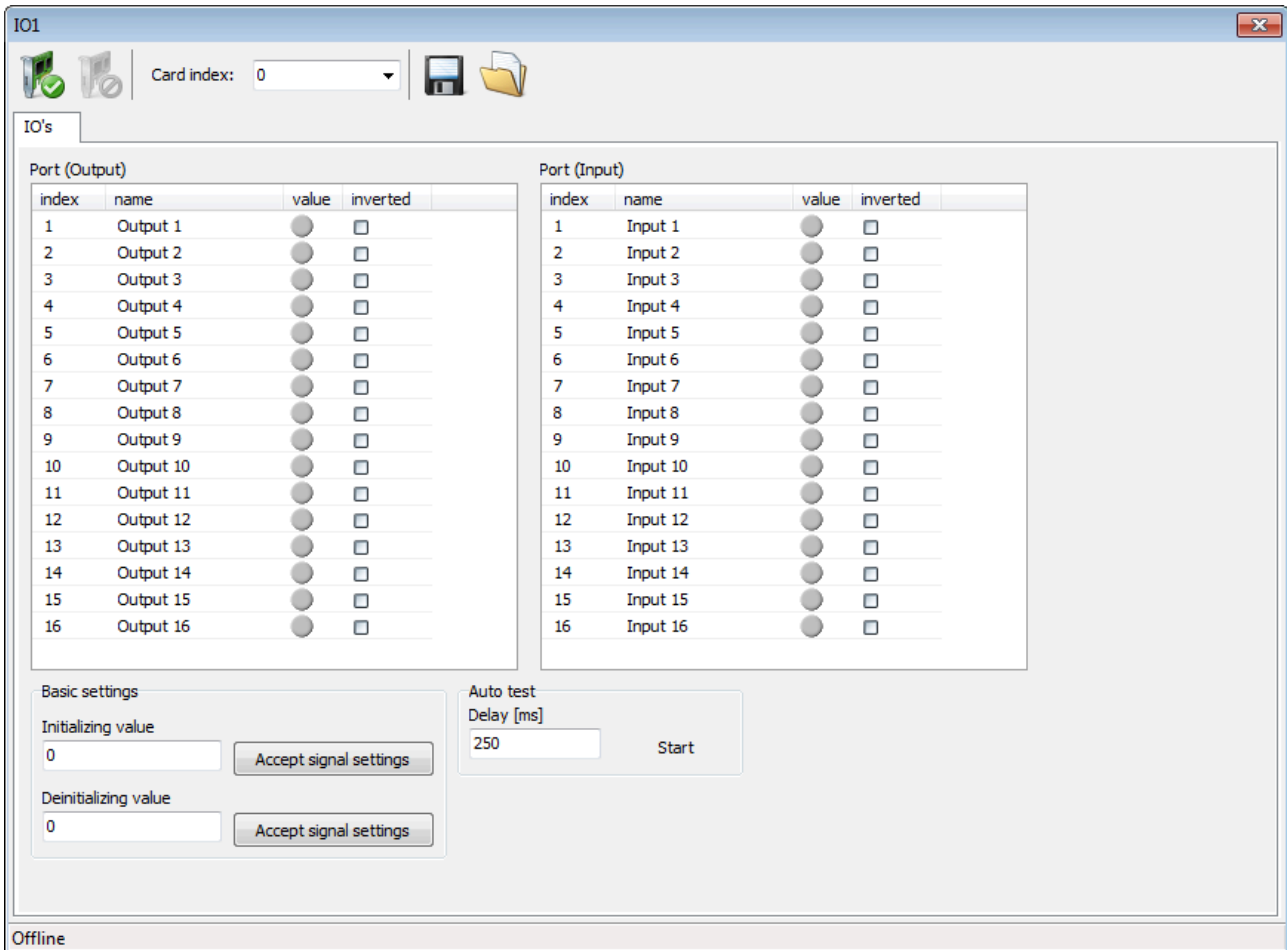 IO1
Card index: 0
IO's
Port (Output)
index name value inverted
1 Output 1
2 Output 2
3 Output 3
4 Output 4
5 Output 5
6 Output 6
7 Output 7
8 Output 8
9 Output 9
10 Output 10
11 Output 11
12 Output 12
13 Output 13
14 Output 14
15 Output 15
16 Output 16
Port (Input)
index name value inverted
1 Input 1
2 Input 2
3 Input 3
4 Input 4
5 Input 5
6 Input 6
7 Input 7
8 Input 8
9 Input 9
10 Input 10
11 Input 11
12 Input 12
13 Input 13
14 Input 14
15 Input 15
16 Input 16
Basic settings
Initializing value
0 Accept signal settings
Deinitializing value
0 Accept signal settings
Auto test
Delay [ms]
250 Start
Offline